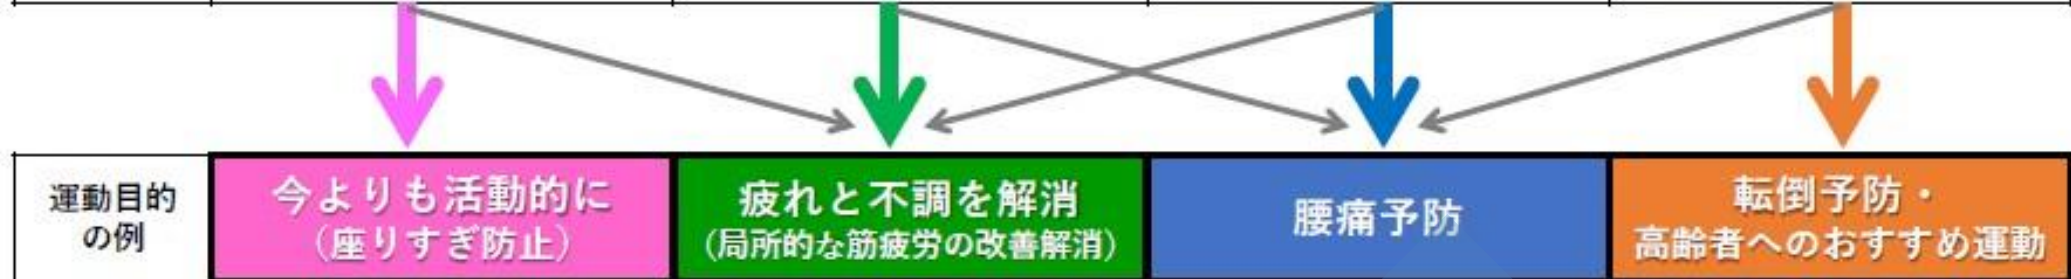 運動目的
の例
今よりも活動的に
（座りすぎ防止）
疲れと不調を解消
（局所的な筋疲労の改善解消）
腰痛予防
転倒予防・
高齢者へのおすすめ運動